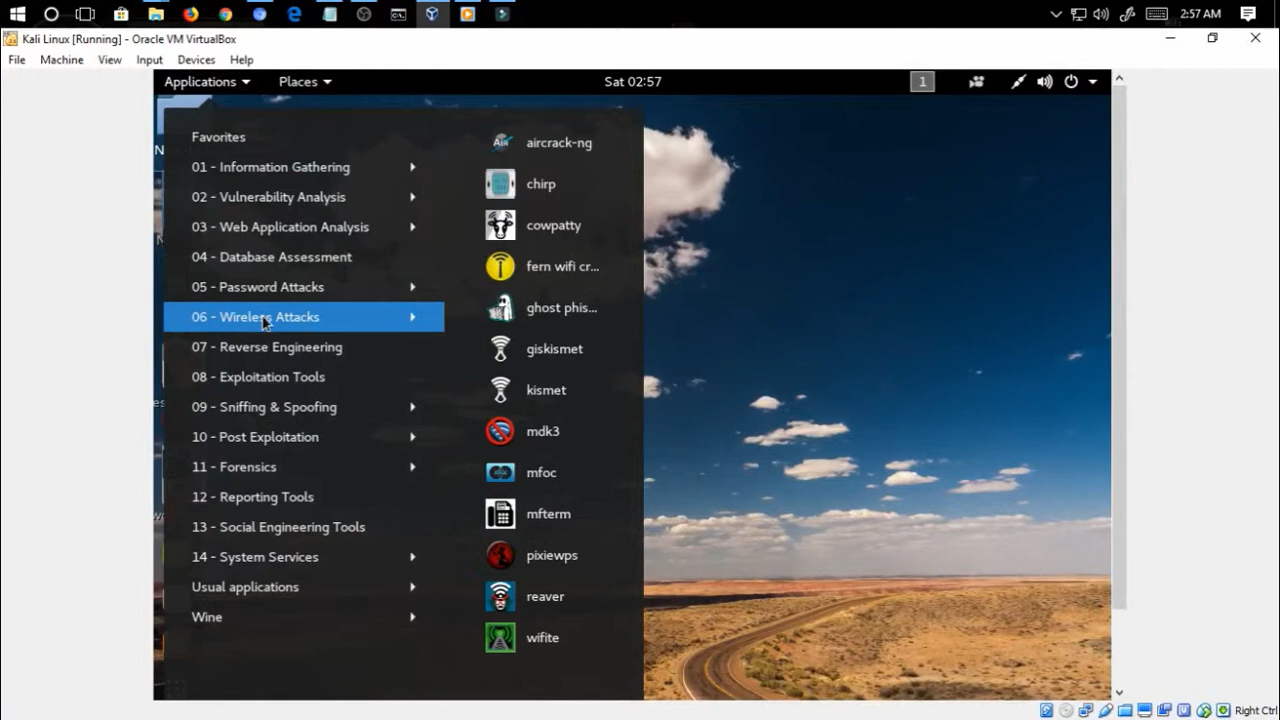 2:57 AM
Kali Linux [Running] - Oracle VM VirtualBox
File Machine View Input Devices Help
Applications Places Sat 02:57 1
Favorites
01 - Information Gathering
02 - Vulnerability Analysis
03 - Web Application Analysis
04 - Database Assessment
05 - Password Attacks
06 - Wireless Attacks
07 - Reverse Engineering
08 - Exploitation Tools
09 - Sniffing & Spoofing
10 - Post Exploitation
11 - Forensics
12 - Reporting Tools
13 - Social Engineering Tools
14 - System Services
Usual applications
Wine
AIR
aircrack-ng
chirp
cowpatty
fern wifi cr...
ghost phis...
giskismet
kismet
mdk3
mfoc
mfterm
pixiewps
reaver
wifite
Right Ctrl